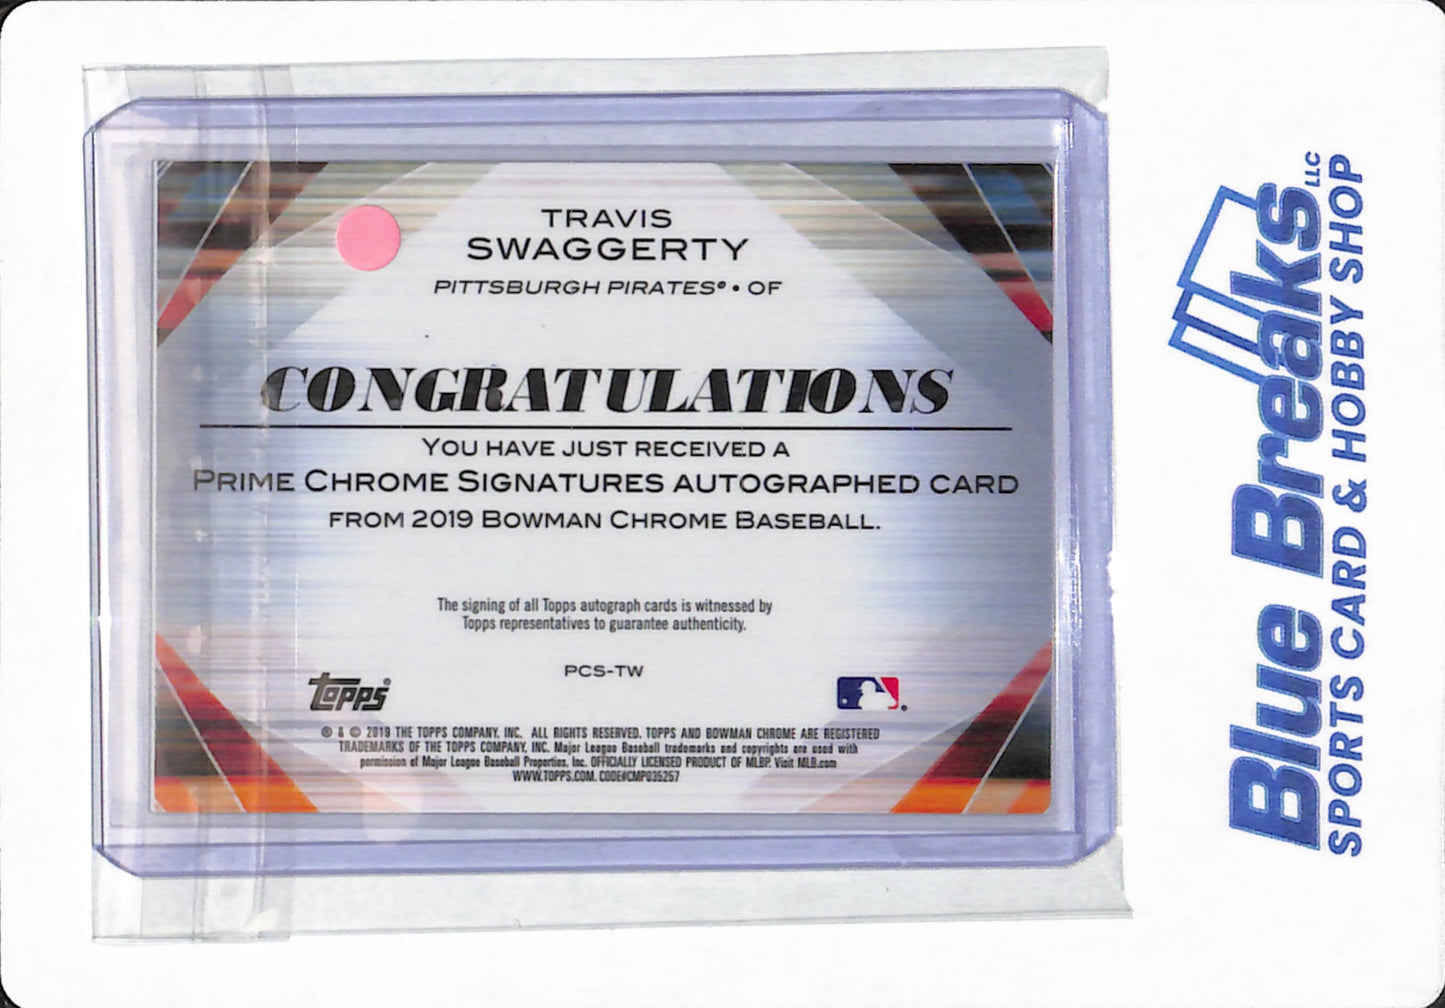 TRAVIS
SWAGGERTY
PITTSBURGH PIRATES® • OF
CONGRATULATIONS
YOU HAVE JUST RECEIVED A
PRIME CHROME SIGNATURES AUTOGRAPHED CARD
FROM 2019 BOWMAN CHROME BASEBALL.
The signing of all Topps autograph cards is witnessed by
Topps representatives to guarantee authenticity.
PCS-TW
Topps®
® & © 2019 THE TOPPS COMPANY, INC. ALL RIGHTS RESERVED. TOPPS AND BOWMAN CHROME ARE REGISTERED
TRADEMARKS OF THE TOPPS COMPANY, INC. Major League Baseball trademarks and copyrights are used with
permission of Major League Baseball Properties, Inc. OFFICIALLY LICENSED PRODUCT OF MLBP. Visit MLB.com
WWW.TOPPS.COM. CODE#CMP035257
Blue Breaks LLC
SPORTS CARD & HOBBY SHOP